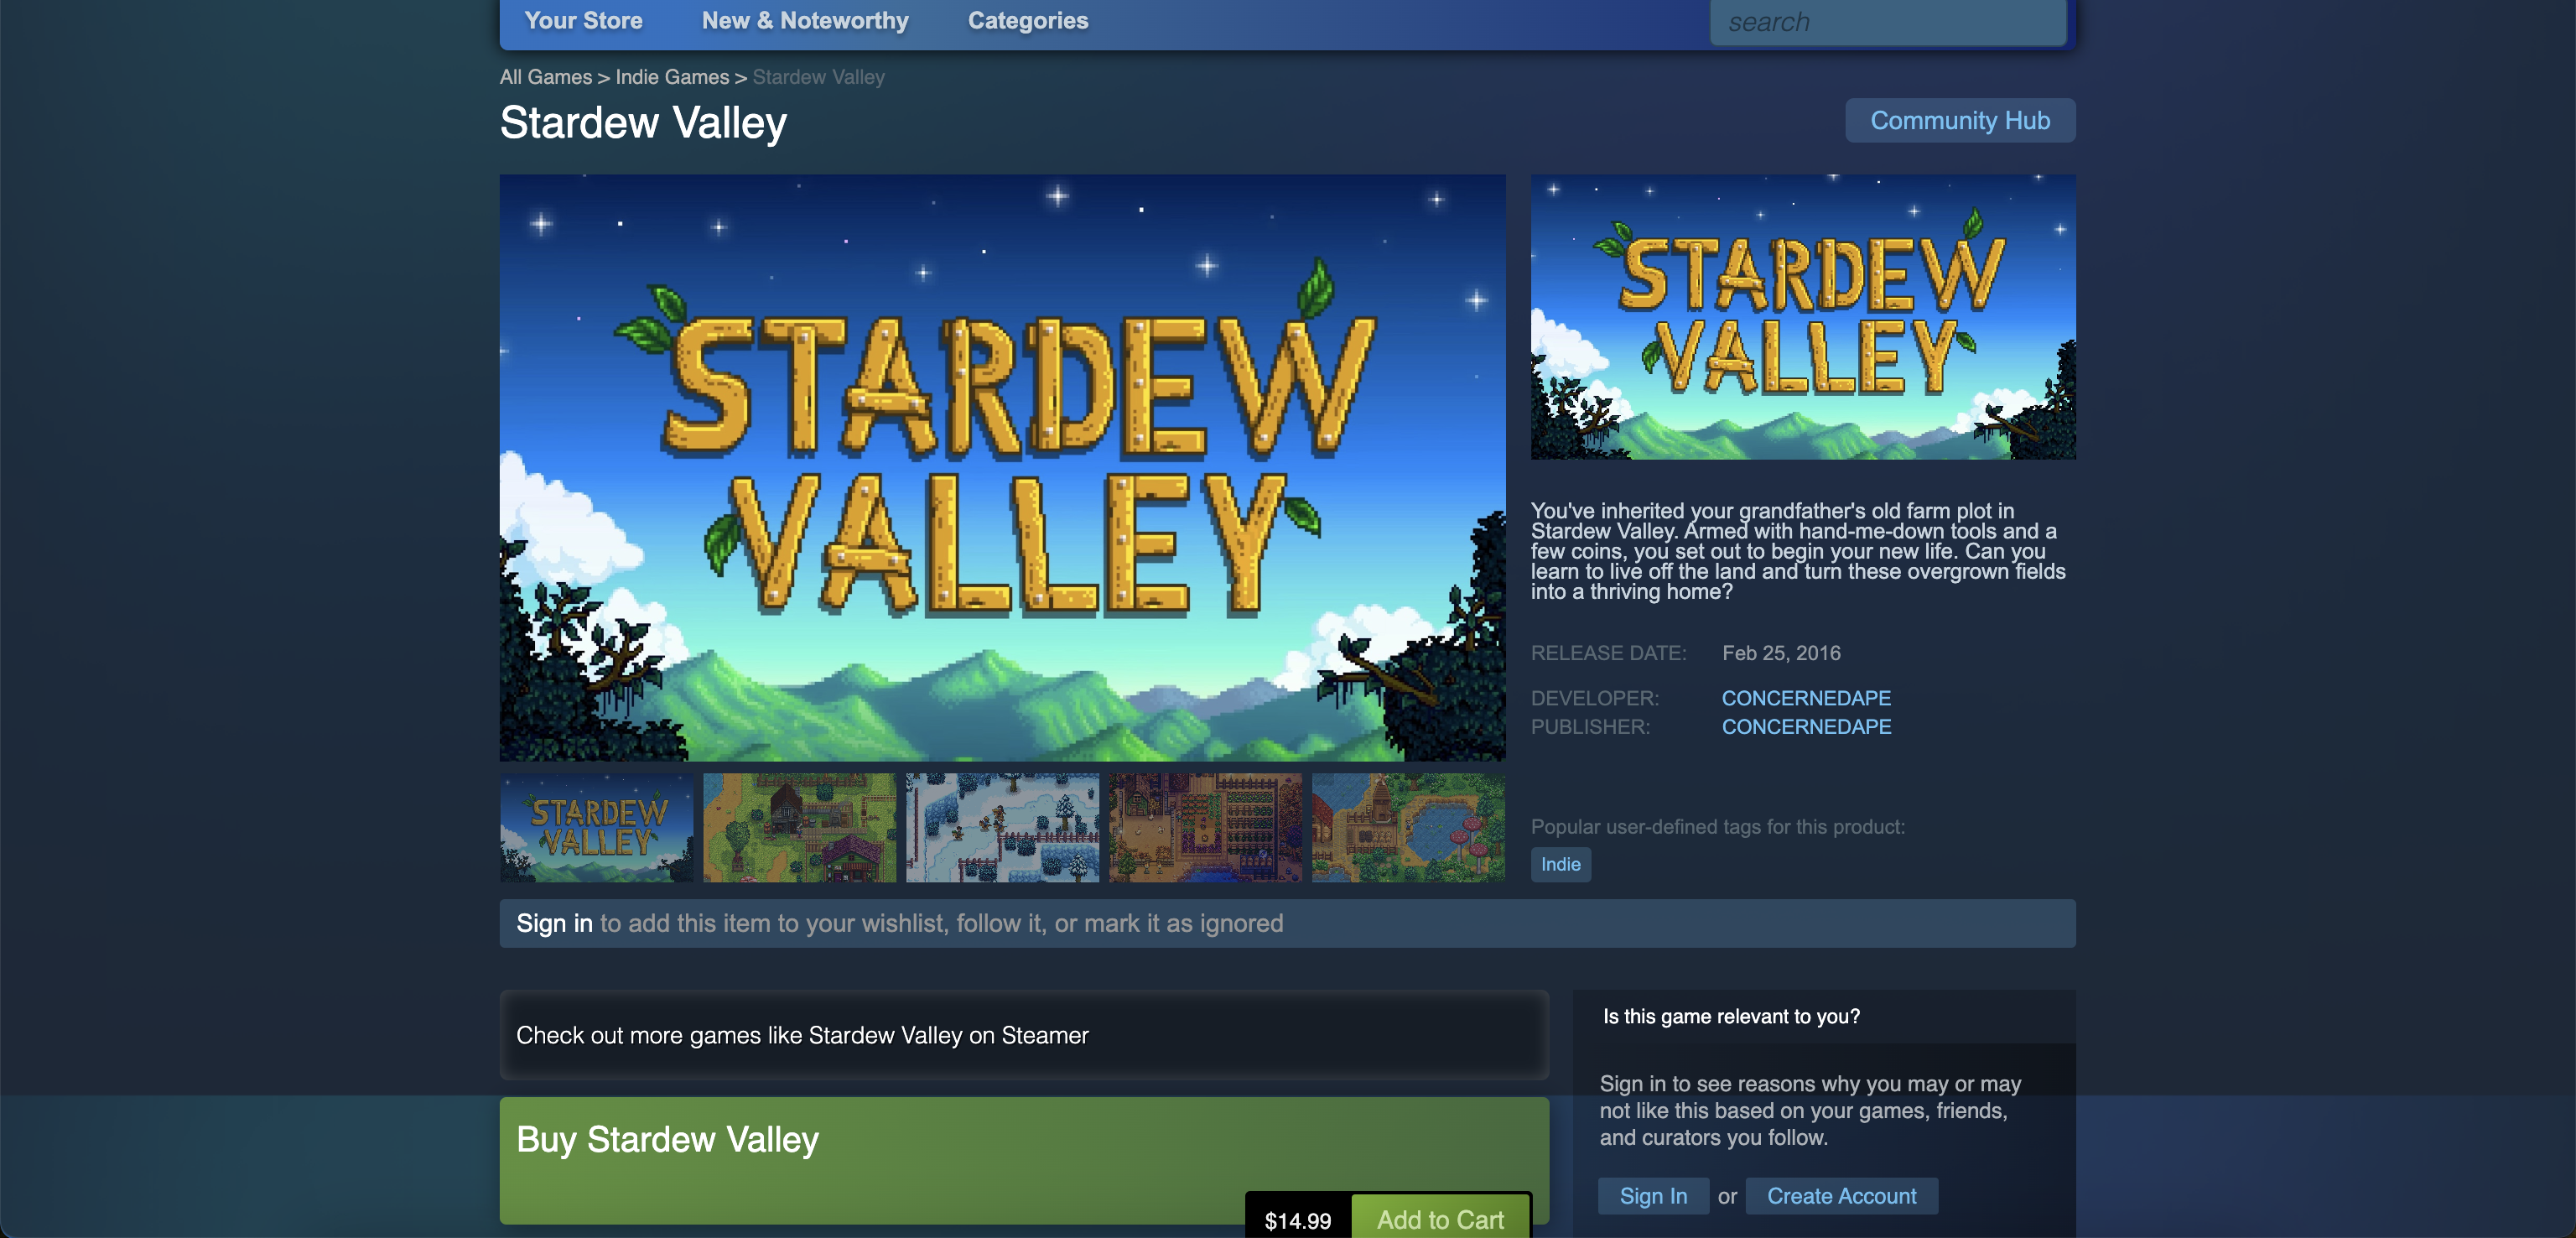 Your Store
New & Noteworthy
Categories
search
All Games > Indie Games > Stardew Valley
Stardew Valley
Community Hub
STARDEW
VALLEY
STARDEW
VALLEY
You've inherited your grandfather's old farm plot in
Stardew Valley. Armed with hand-me-down tools and a
few coins, you set out to begin your new life. Can you
learn to live off the land and turn these overgrown fields
into a thriving home?
RELEASE DATE: Feb 25, 2016
DEVELOPER: CONCERNEDAPE
PUBLISHER: CONCERNEDAPE
STARDEW
VALLEY
Popular user-defined tags for this product:
Indie
Sign in to add this item to your wishlist, follow it, or mark it as ignored
Check out more games like Stardew Valley on Steamer
Is this game relevant to you?
Sign in to see reasons why you may or may
not like this based on your games, friends,
and curators you follow.
Sign In or Create Account
Buy Stardew Valley
$14.99 Add to Cart